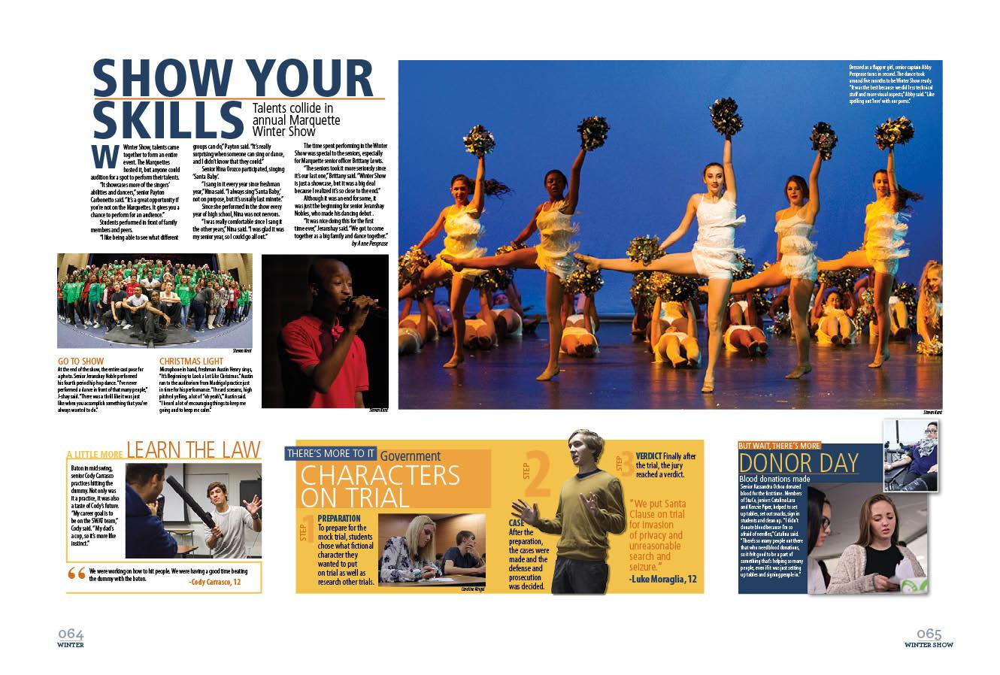 SHOW YOUR
SKILLS
Talents collide in
annual Marquette
Winter Show
W
Winter Show, talents came
together to form an entire
event. The Marquettes
hosted it, but anyone could
audition for a spot to perform their talents.
"It showcases more of the singers'
abilities and dancers," senior Payton
Carbonetto said. "It's a great opportunity if
you're not on the Marquettes. It gives you a
chance to perform for an audience."
Students performed in front of family
members and peers.
"I like being able to see what different
groups can do," Payton said. "It's really
surprising when someone can sing or dance,
and I didn't know that they could."
Senior Nina Orozco participated, singing
'Santa Baby'.
"I sang in it every year since freshman
year," Nina said. "I always sing 'Santa Baby,'
not on purpose, but it's usually last minute."
Since she performed in the show every
year of high school, Nina was not nervous.
"I was really comfortable since I sang it
the other years," Nina said. "I was glad it was
my senior year, so I could go all out."
The time spent performing in the Winter
Show was special to the seniors, especially
for Marquette senior officer Brittany Lewis.
"The seniors took it more seriously since
it's our last one," Brittany said. "Winter Show
is just a showcase, but it was a big deal
because I realized it's so close to the end."
Although it was an end for some, it
was just the beginning for senior Jeranshay
Nobles, who made his dancing debut .
"It was nice doing this for the first
time ever," Jeranshay said. "We got to come
together as a big family and dance together."
by Anne Penprase
Dressed as a flapper girl, senior captain Abby
Penprase turns in second. The dance took
around five months to be Winter Show ready.
"It was the best because we did less technical
stuff and more visual aspects," Abby said. "Like
spelling out 'love' with our poms."
Steven Kent
Steven Kent
Steven Kent
GO TO SHOW
At the end of the show, the entire cast pose for
a photo. Senior Jeranshay Noble performed
his fourth period hip hop dance. "I've never
performed a dance in front of that many people,"
J-shay said. "There was a thrill like it was just
like when you accomplish something that you've
always wanted to do."
CHRISTMAS LIGHT
Microphone in hand, freshman Austin Henry sings,
"It's Beginning to Look a Lot Like Christmas." Austin
ran to the auditorium from Madrigal practice just
in time for his performance. "I heard screams, high
pitched yelling, a lot of "oh yeah's," Austin said.
"I heard a lot of encouraging things to keep me
going and to keep me calm."
A LITTLE MORE LEARN THE LAW
Baton in mid swing,
senior Cody Carrasco
practices hitting the
dummy. Not only was
it a practice, it was also
a taste of Cody's future.
"My career goal is to
be on the SWAT team,"
Cody said. "My dad's
a cop, so it's more like
instinct."
“ We were working on how to hit people. We were having a good time beating
the dummy with the baton.
-Cody Carrasco, 12
THERE'S MORE TO IT Government
CHARACTERS
ON TRIAL
STEP 1
PREPARATION
To prepare for the
mock trial, students
chose what fictional
character they
wanted to put
on trial as well as
research other trials.
STEP 2
CASE
After the
preparation,
the cases were
made and the
defense and
prosecution
was decided.
STEP 3
VERDICT Finally after
the trial, the jury
reached a verdict.
"We put Santa
Clause on trial
for invasion
of privacy and
unreasonable
search and
seizure."
-Luke Moraglia, 12
BUT WAIT, THERE'S MORE
DONOR DAY
Blood donations made
Senior Kassandra Ochoa donated
blood for the first time. Members
of StuCo, juniors Catalina Lara
and Kenzie Piper, helped to set
up tables, set out snacks, sign in
students and clean up. "I didn't
donate blood because I'm so
afraid of needles," Catalina said.
"There's so many people out there
that who need blood donations,
so it felt good to be a part of
something that's helping so many
people, even if it was just setting
up tables and signing people in."
064
WINTER
065
WINTER SHOW